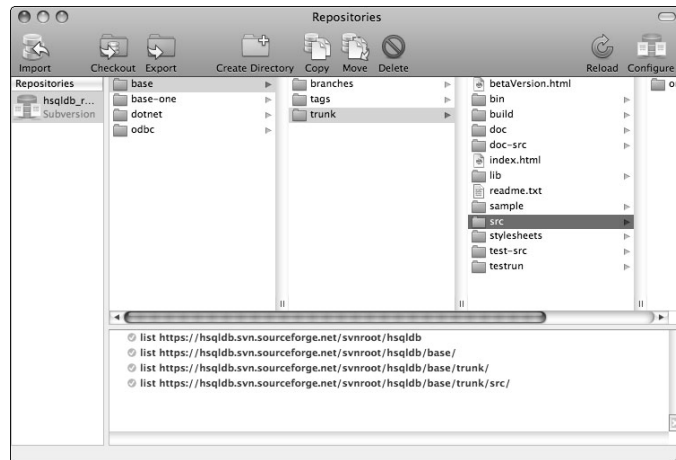 Repositories
Import Checkout Export Create Directory Copy Move Delete Reload Configure
Repositories
hsqldb_r...
Subversion
base
base-one
dotnet
odbc
branches
tags
trunk
betaVersion.html
bin
build
doc
doc-src
index.html
lib
readme.txt
sample
src
stylesheets
test-src
testrun
list https://hsqldb.svn.sourceforge.net/svnroot/hsqldb
list https://hsqldb.svn.sourceforge.net/svnroot/hsqldb/base/
list https://hsqldb.svn.sourceforge.net/svnroot/hsqldb/base/trunk/
list https://hsqldb.svn.sourceforge.net/svnroot/hsqldb/base/trunk/src/